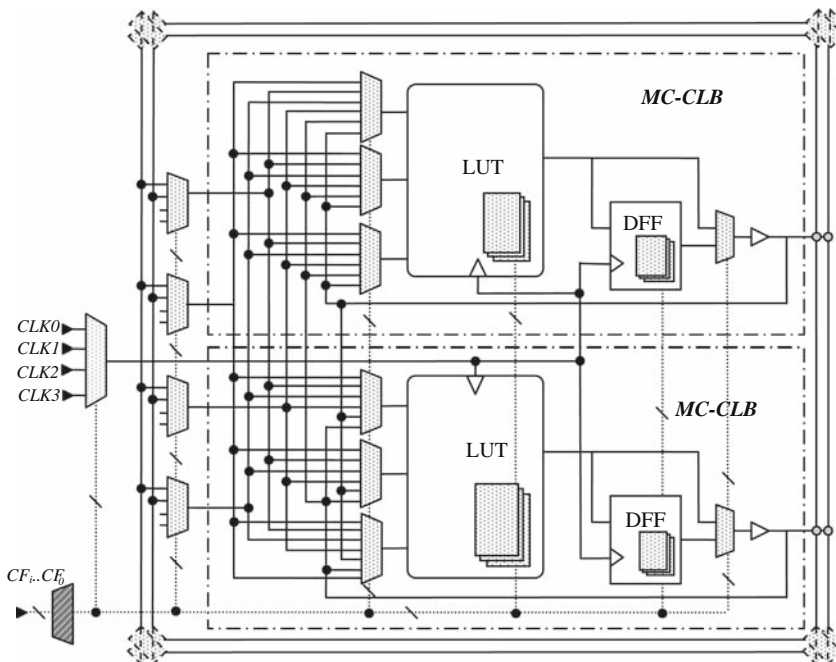 MC-CLB
LUT
DFF
CLK0
CLK1
CLK2
CLK3
MC-CLB
LUT
DFF
CFi..CF0